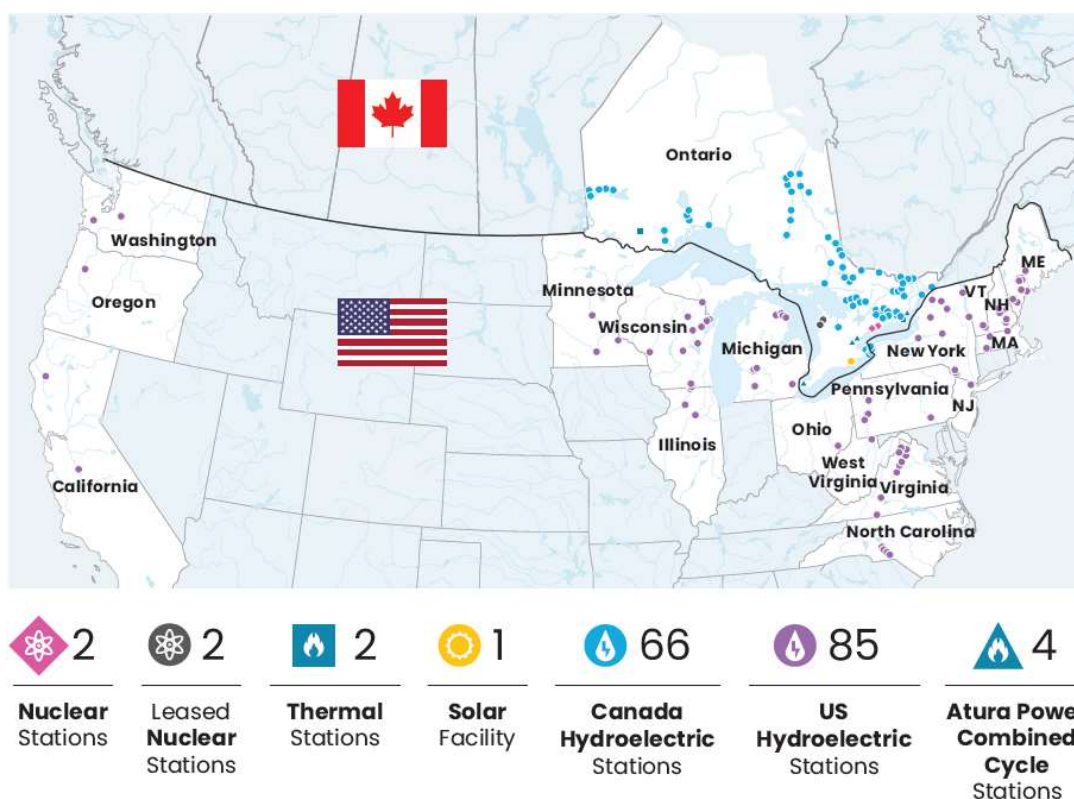 Ontario
Washington
Oregon
California
Minnesota
Wisconsin
Michigan
Illinois
Ohio
West
Virginia
Virginia
North Carolina
Pennsylvania
New York
NJ
MA
NH
VT
ME
2
Nuclear
Stations
2
Leased
Nuclear
Stations
2
Thermal
Stations
1
Solar
Facility
66
Canada
Hydroelectric
Stations
85
US
Hydroelectric
Stations
4
Atura Powe
Combined
Cycle
Stations